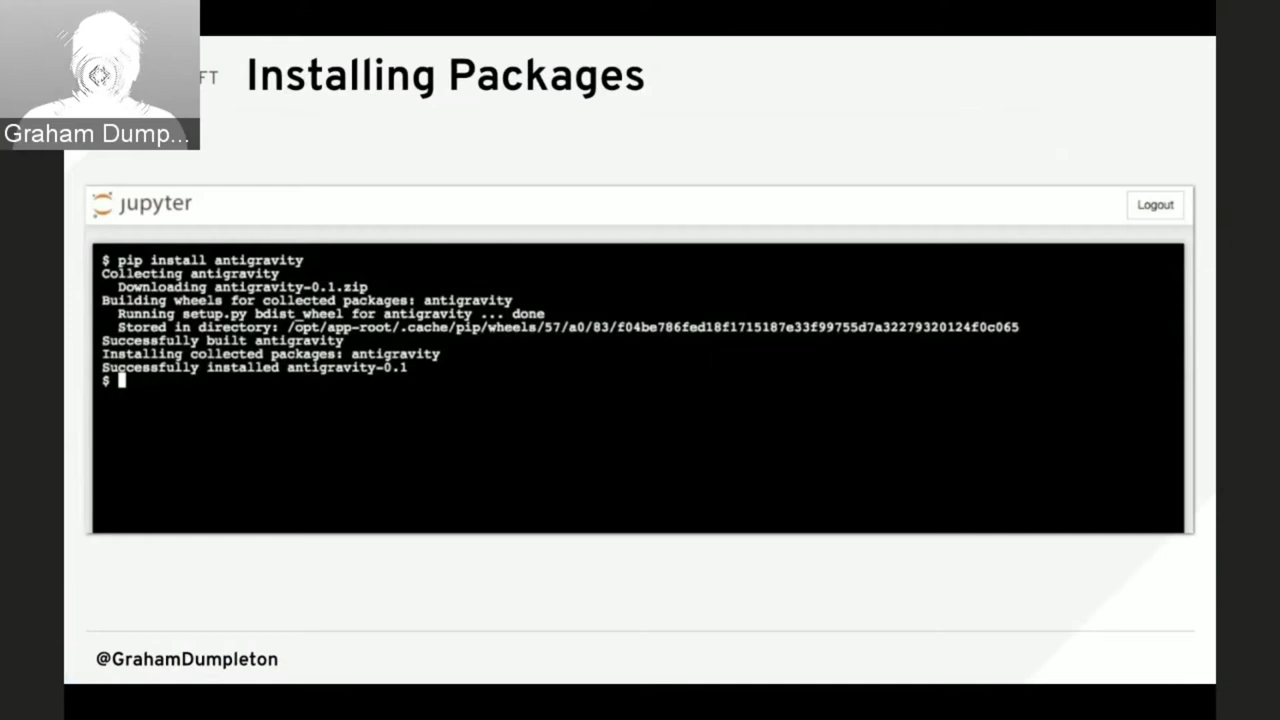 FT
Installing Packages
Graham Dump...
jupyter
Logout
$ pip install antigravity
Collecting antigravity
Downloading antigravity-0.1.zip
Building wheels for collected packages: antigravity
Running setup.py bdist_wheel for antigravity ... done
Stored in directory: /opt/app-root/.cache/pip/wheels/57/a0/83/f04be786fed18f1715187e33f99755d7a32279320124f0c065
Successfully built antigravity
Installing collected packages: antigravity
Successfully installed antigravity-0.1
$
@GrahamDumpleton